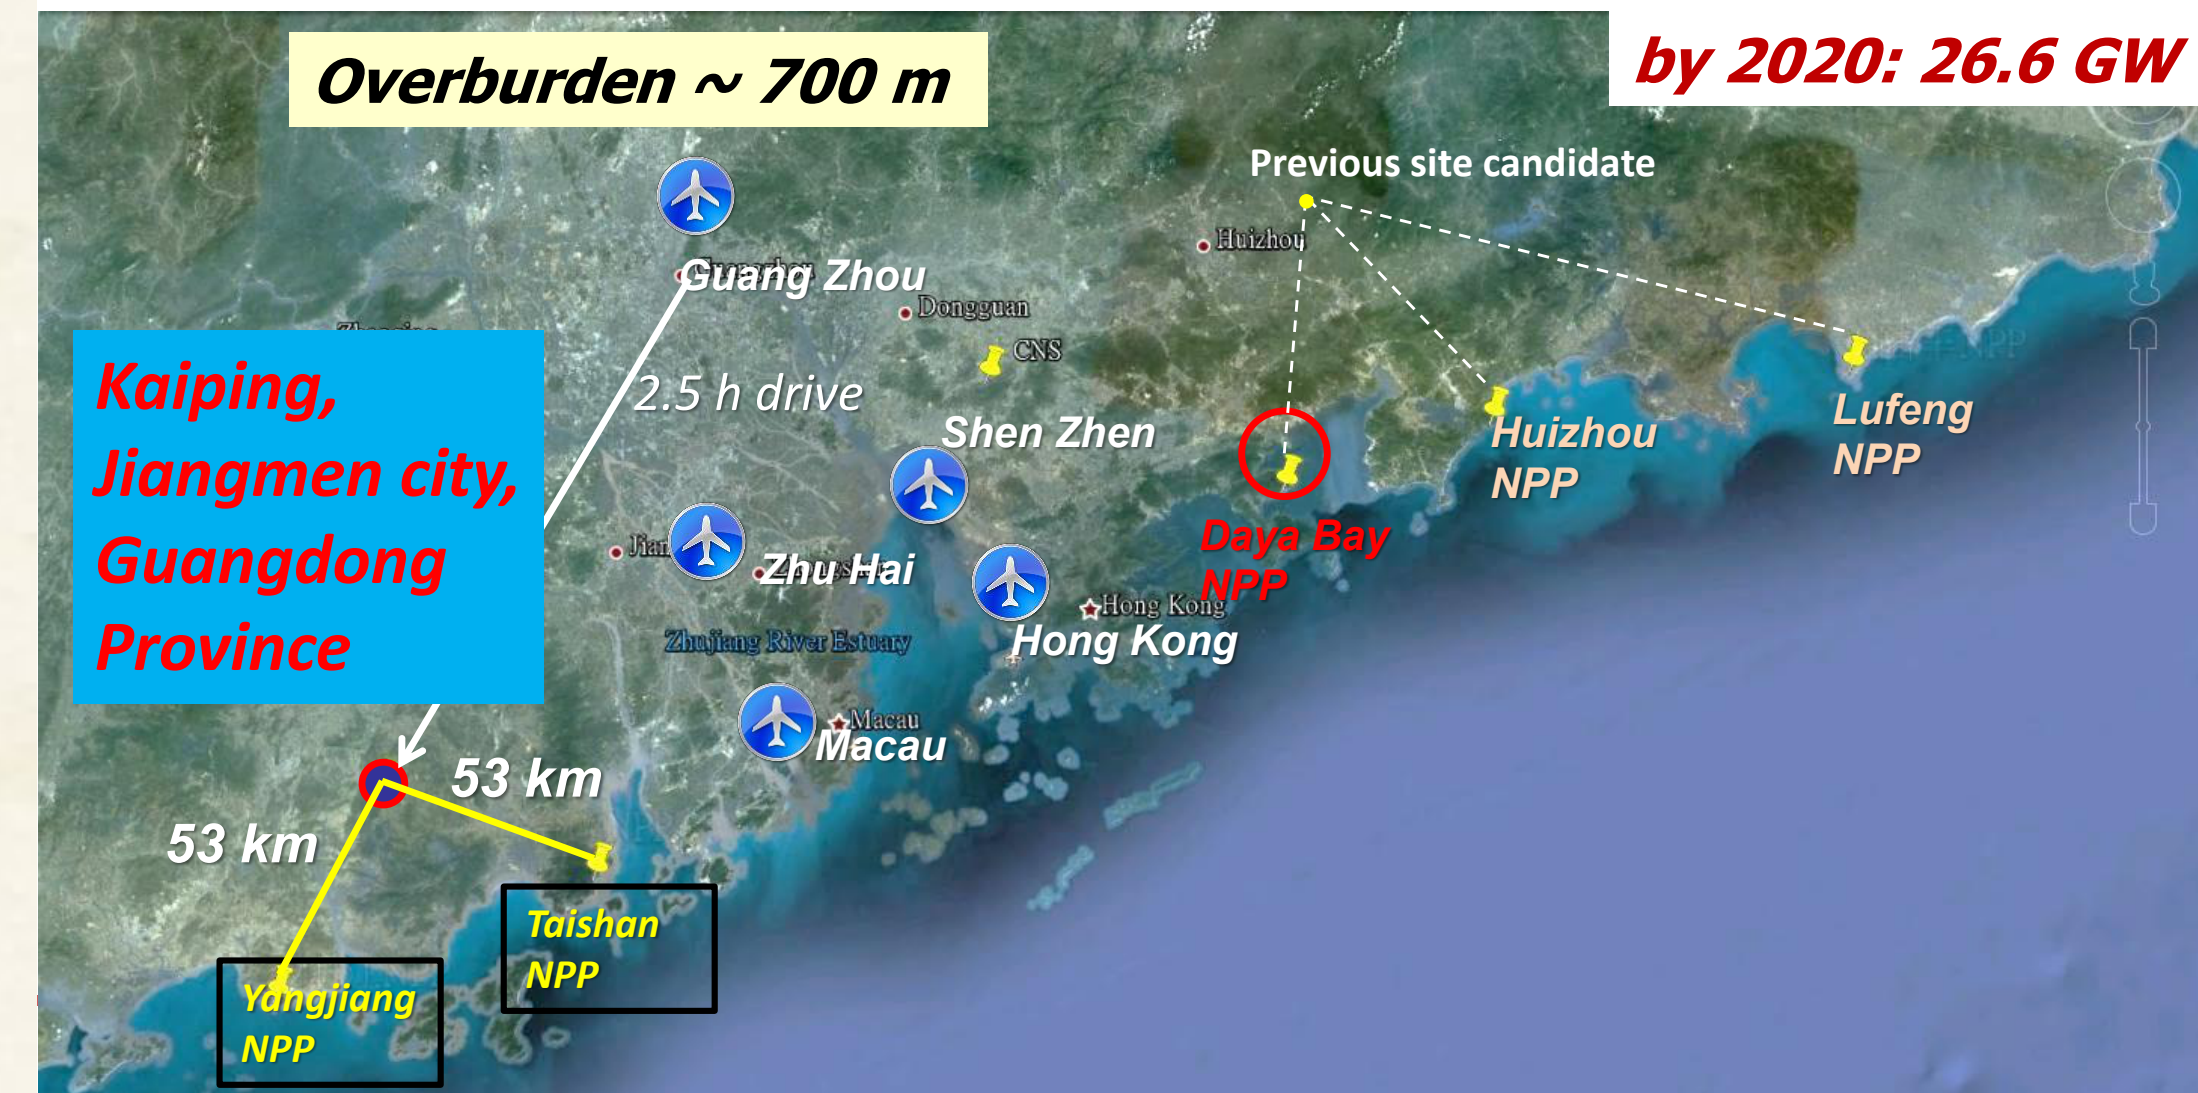 Overburden ~ 700 m
by 2020: 26.6 GW
Previous site candidate
Huizhou
Guang Zhou
Dongguan
CNS
2.5 h drive
Kaiping,
Jiangmen city,
Guangdong
Province
Shen Zhen
Huizhou
NPP
Lufeng
NPP
Daya Bay
NPP
Zhu Hai
Hong Kong
Hong Kong
Zhujiang River Estuary
Macau
Macau
53 km
53 km
Taishan
NPP
Yangjiang
NPP